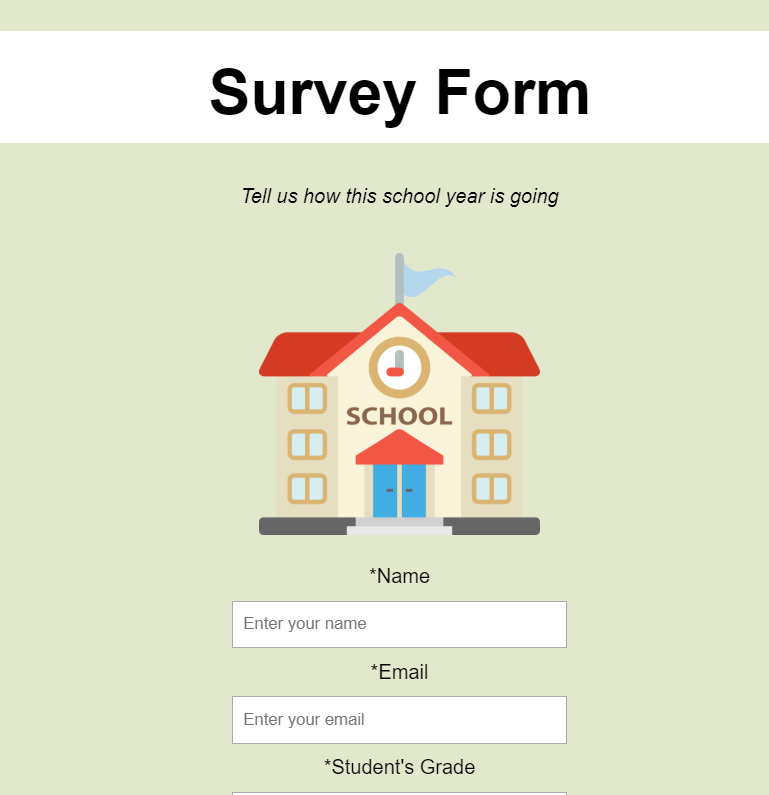 Survey Form
Tell us how this school year is going
SCHOOL
*Name
Enter your name
*Email
Enter your email
*Student's Grade